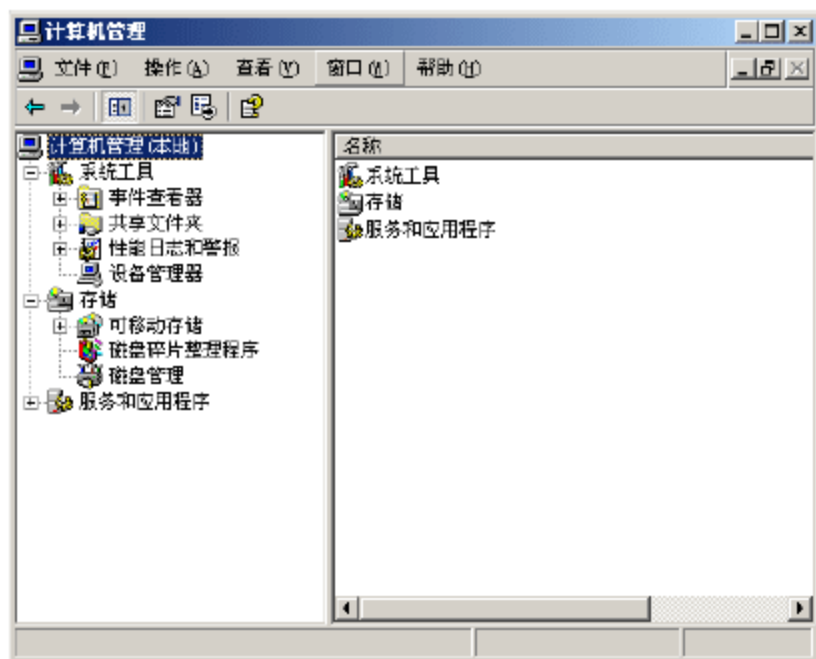 计算机管理
文件(F) 操作(A) 查看(V) 窗口(W) 帮助(H)
计算机管理(本地)
系统工具
事件查看器
共享文件夹
性能日志和警报
设备管理器
存储
可移动存储
磁盘碎片整理程序
磁盘管理
服务和应用程序
名称
系统工具
存储
服务和应用程序